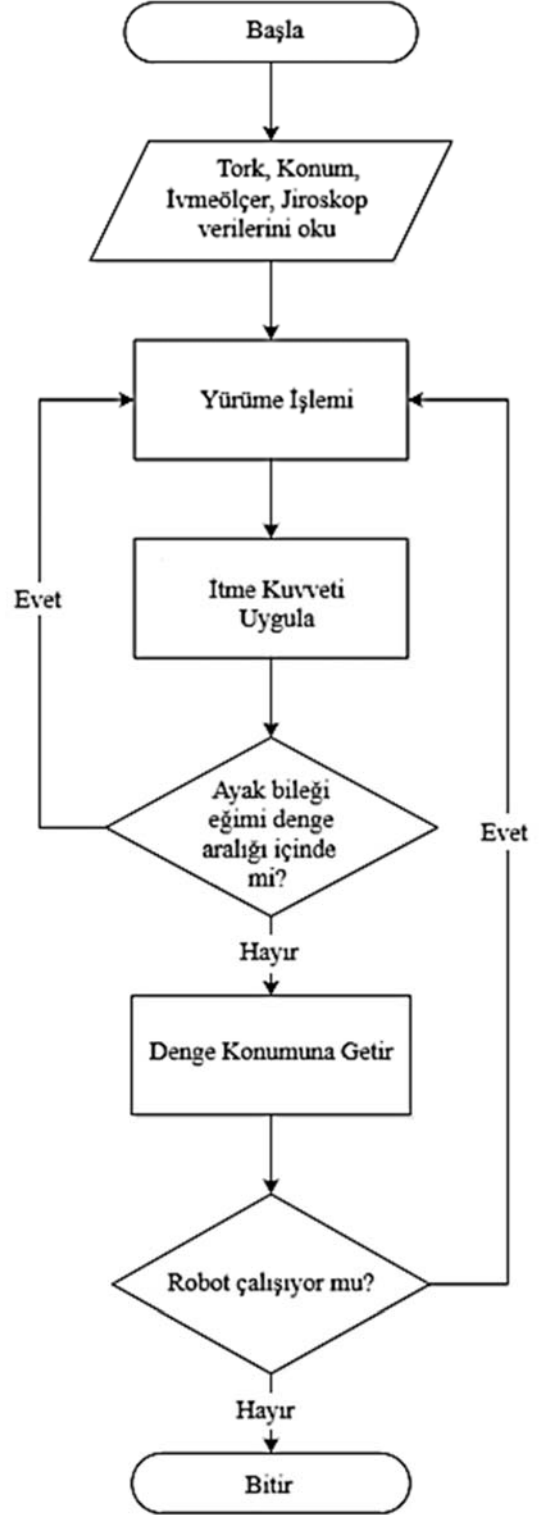 Başla
Tork, Konum,
İvmeölçer, Jiroskop
verilerini oku
Yürüme İşlemi
İtme Kuvveti
Uygula
Evet
Ayak bileği
eğimi denge
aralığı içinde
mi?
Evet
Hayır
Denge Konumuna Getir
Robot çalışıyor mu?
Hayır
Bitir